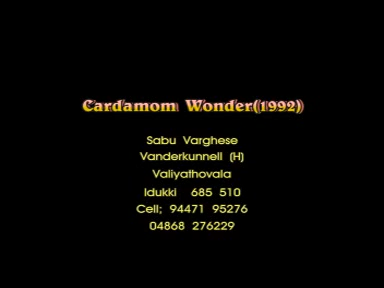 Cardamom Wonder(1992)
Sabu Varghese
Vanderkunnell (H)
Valiyathovala
Idukki 685 510
Cell; 94471 95276
04868 276229